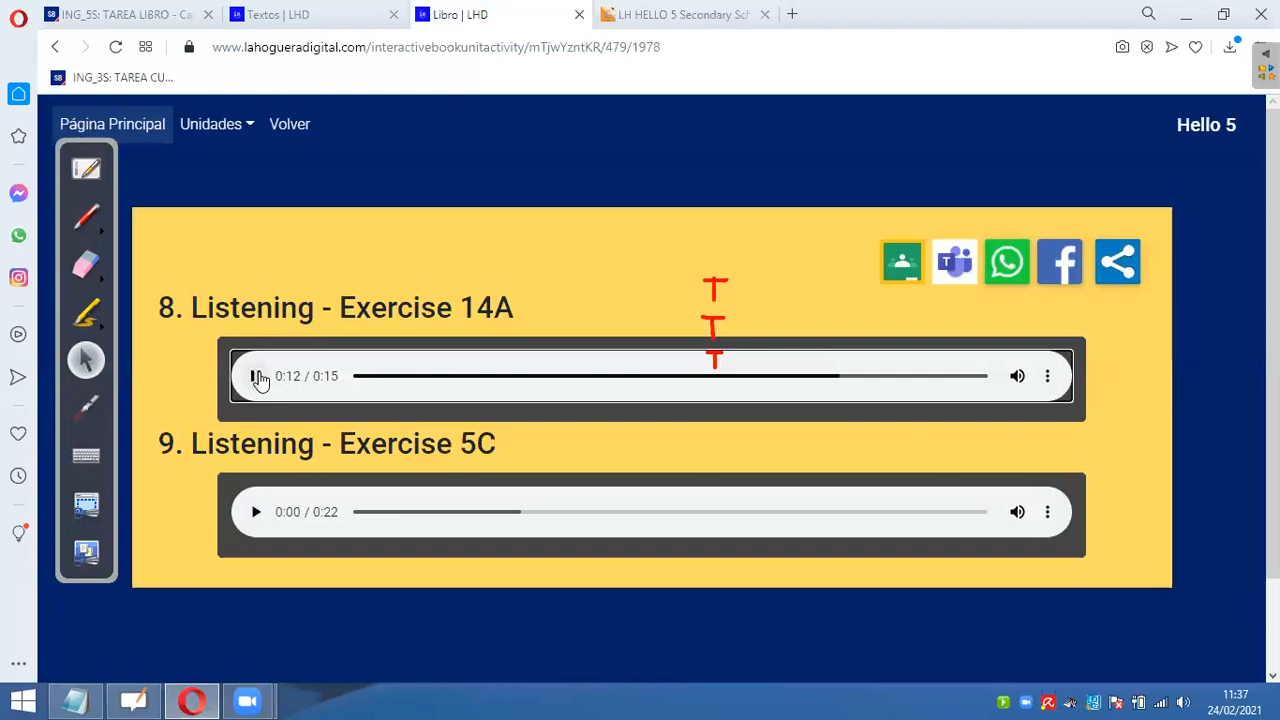 ING_5S: TAREA LIBRO - Ca
Textos | LHD
Libro | LHD
LH HELLO 5 Secondary Sch
www.lahogueradigital.com/interactivebookunitactivity/mTjwYzntKR/479/1978
ING_3S: TAREA CU...
Página Principal
Unidades
Volver
Hello 5
T
8. Listening - Exercise 14A
T
T
0:12 / 0:15
9. Listening - Exercise 5C
0:00 / 0:22
11:37
24/02/2021